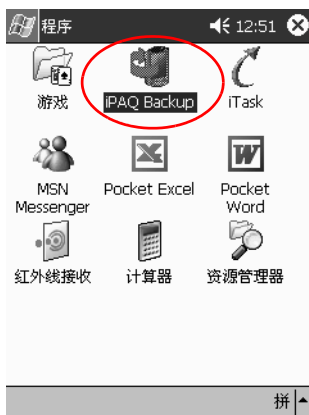 程序 12:51
游戏 iPAQ Backup iTask
MSN Messenger Pocket Excel Pocket Word
红外线接收 计算器 资源管理器
拼